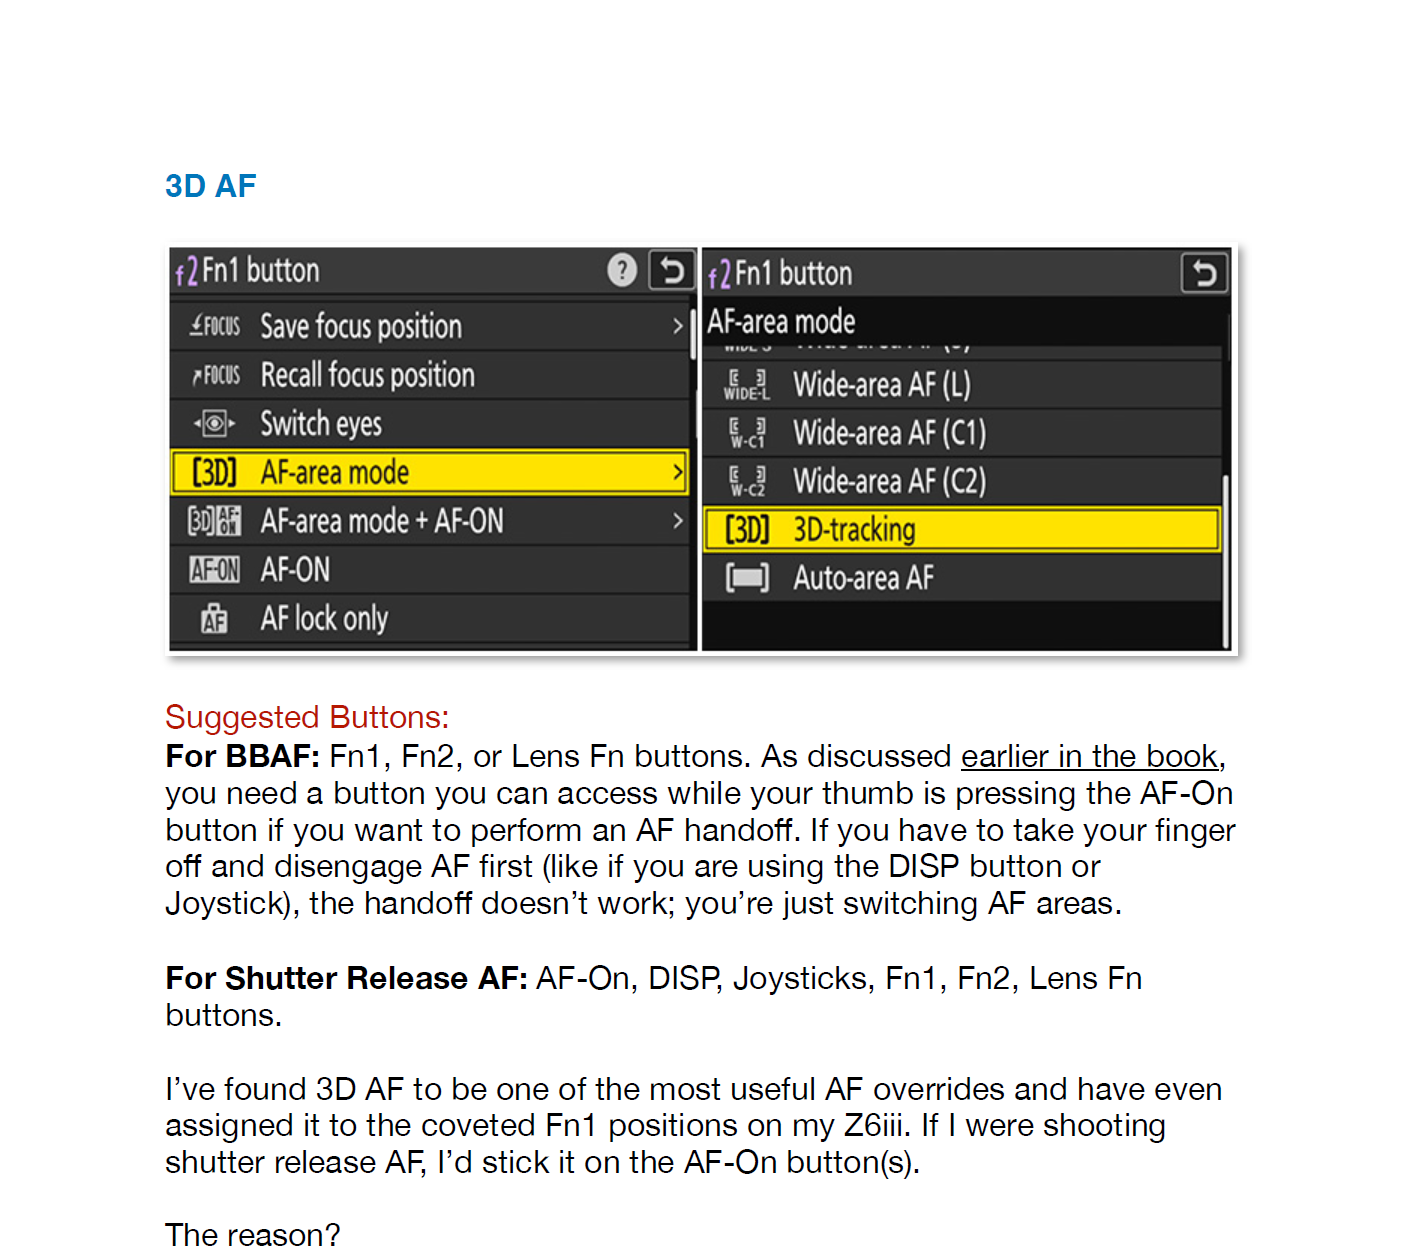 3D AF
f2 Fn1 button ?
FOCUS Save focus position >
FOCUS Recall focus position
Switch eyes
[3D] AF-area mode >
[3D] AF-ON AF-area mode + AF-ON >
AF-ON AF-ON
AF AF lock only
f2 Fn1 button
AF-area mode
WIDE-S Wide-area AF (S)
WIDE-L Wide-area AF (L)
W-C1 Wide-area AF (C1)
W-C2 Wide-area AF (C2)
[3D] 3D-tracking
Auto-area AF
Suggested Buttons:
For BBAF: Fn1, Fn2, or Lens Fn buttons. As discussed earlier in the book,
you need a button you can access while your thumb is pressing the AF-On
button if you want to perform an AF handoff. If you have to take your finger
off and disengage AF first (like if you are using the DISP button or
Joystick), the handoff doesn’t work; you’re just switching AF areas.
For Shutter Release AF: AF-On, DISP, Joysticks, Fn1, Fn2, Lens Fn
buttons.
I’ve found 3D AF to be one of the most useful AF overrides and have even
assigned it to the coveted Fn1 positions on my Z6iii. If I were shooting
shutter release AF, I’d stick it on the AF-On button(s).
The reason?